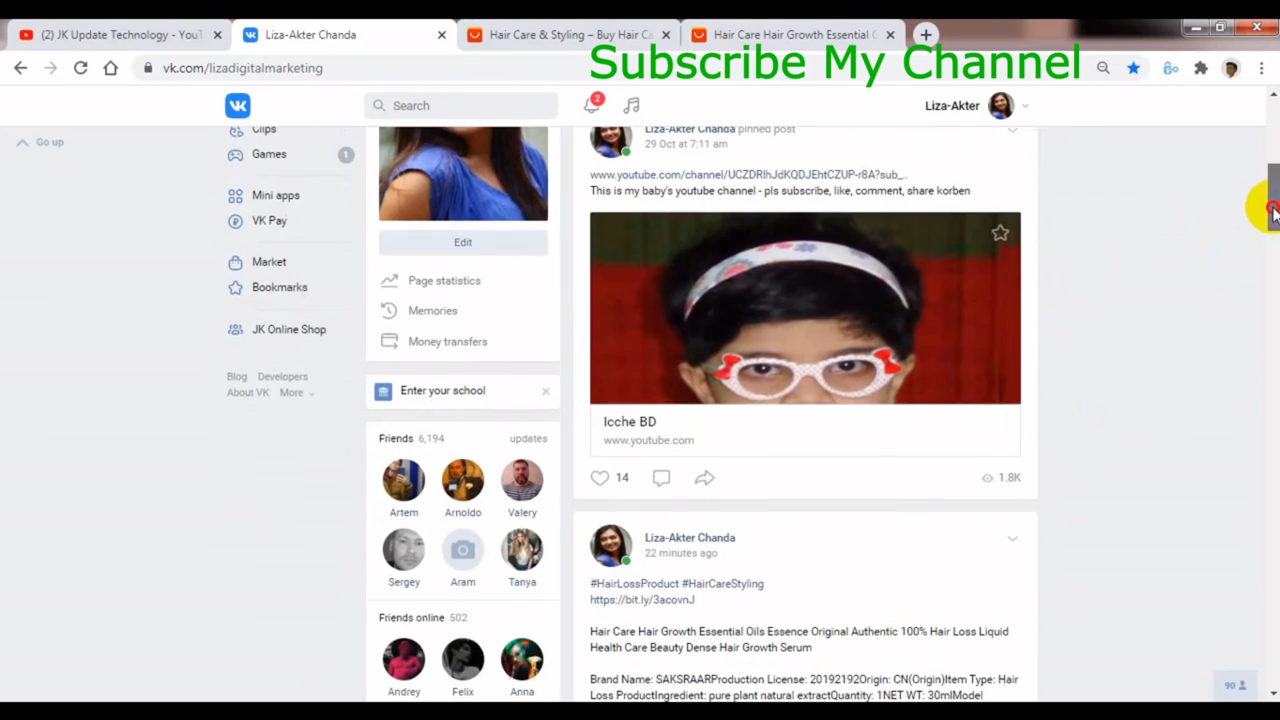 (2) JK Update Technology - YouT
Liza-Akter Chanda
Hair Care & Styling – Buy Hair Ca
Hair Care Hair Growth Essential O
Subscribe My Channel
vk.com/lizadigitalmarketing
Search
2
Liza-Akter
Go up
Clips
Games
1
Mini apps
VK Pay
Market
Bookmarks
JK Online Shop
Blog Developers
About VK More
Edit
Page statistics
Memories
Money transfers
Enter your school
Friends 6,194
updates
Artem
Arnoldo
Valery
Sergey
Aram
Tanya
Friends online 502
Andrey
Felix
Anna
Liza-Akter Chanda pinned post
29 Oct at 7:11 am
www.youtube.com/channel/UCZDRlhJdKQDJEhtCZUP-r8A?sub_..
This is my baby's youtube channel - pls subscribe, like, comment, share korben
Icche BD
www.youtube.com
14
1.8K
Liza-Akter Chanda
22 minutes ago
#HairLossProduct #HairCareStyling
https://bit.ly/3acovnJ
Hair Care Hair Growth Essential Oils Essence Original Authentic 100% Hair Loss Liquid
Health Care Beauty Dense Hair Growth Serum
Brand Name: SAKSRAARProduction License: 20192192Origin: CN(Origin)Item Type: Hair
Loss ProductIngredient: pure plant natural extractQuantity: 1NET WT: 30mlModel
90